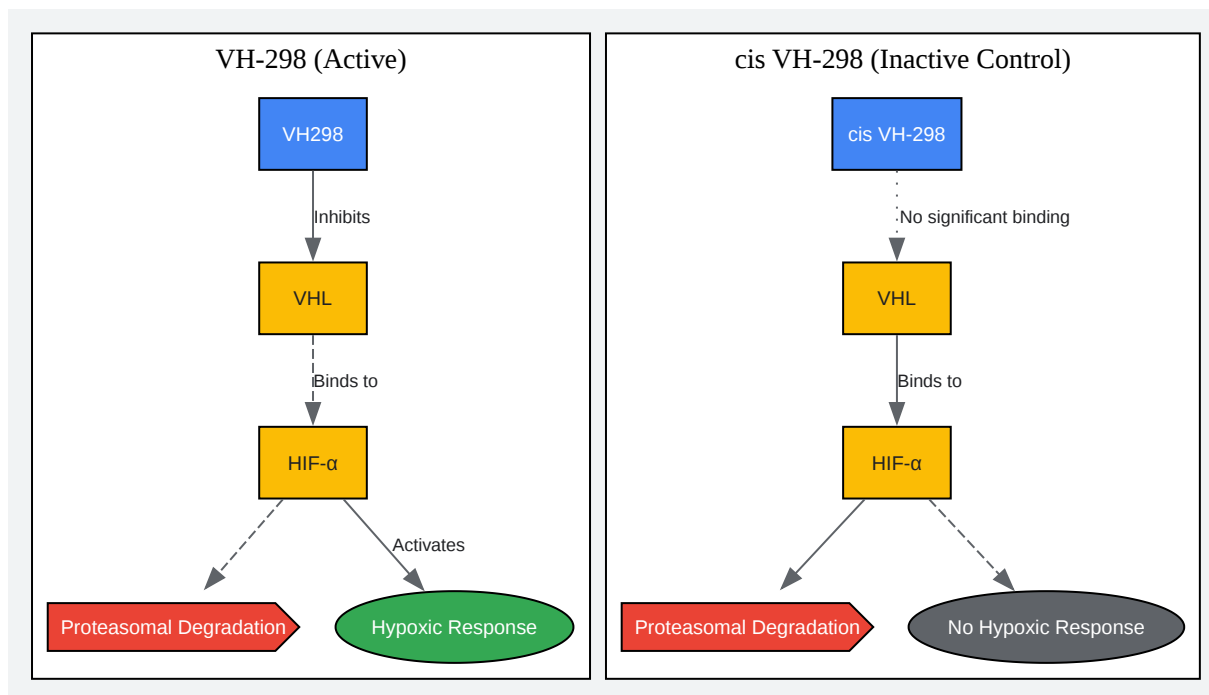 VH-298 (Active)
VH298
Inhibits
VHL
Binds to
HIF-α
Activates
Proteasomal Degradation
Hypoxic Response
cis VH-298 (Inactive Control)
cis VH-298
No significant binding
VHL
Binds to
HIF-α
Proteasomal Degradation
No Hypoxic Response